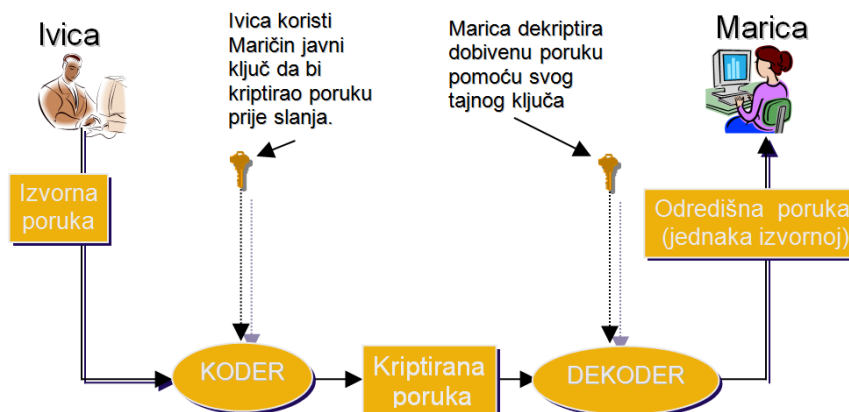 Ivica
Ivica koristi
Maričin javni
ključ da bi
kriptirao poruku
prije slanja.
Marica dekriptira
dobivenu poruku
pomoću svog
tajnog ključa
Marica
Izvorna
poruka
Odredišna poruka
(jednaka izvornoj)
KODER
Kriptirana
poruka
DEKODER